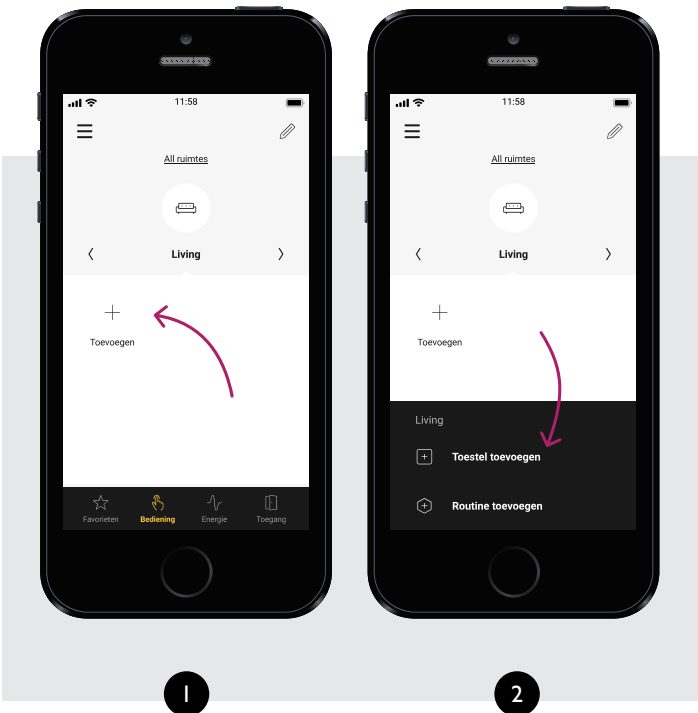 11:58
All ruimtes
Living
Toevoegen
Favorieten Bediening Energie Toegang
1
11:58
All ruimtes
Living
Toevoegen
Living
Toestel toevoegen
Routine toevoegen
2